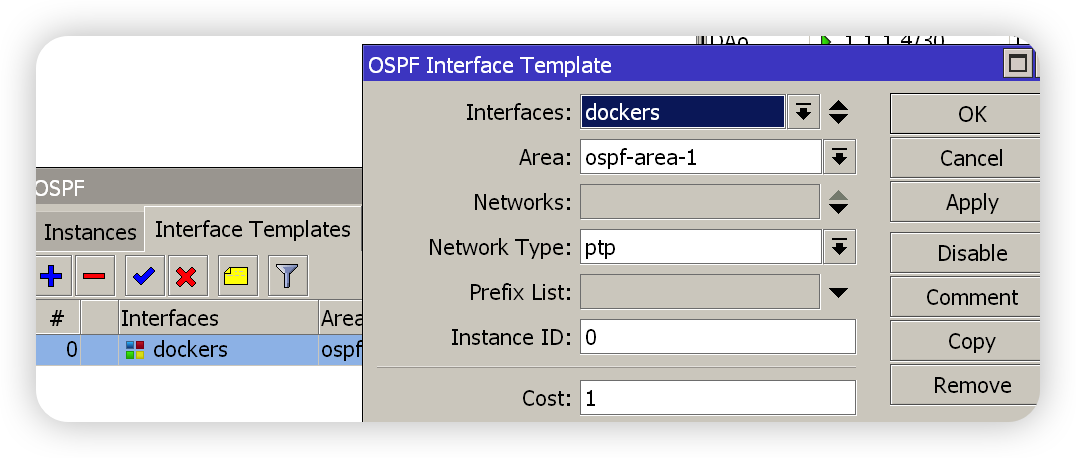 OSPF Interface Template
Interfaces: dockers
OK
Area: ospf-area-1
Cancel
Networks:
Apply
Network Type: ptp
Disable
Prefix List:
Comment
Instance ID: 0
Copy
Remove
Cost: 1
OSPF
Instances Interface Templates
# Interfaces Area
0 dockers ospf